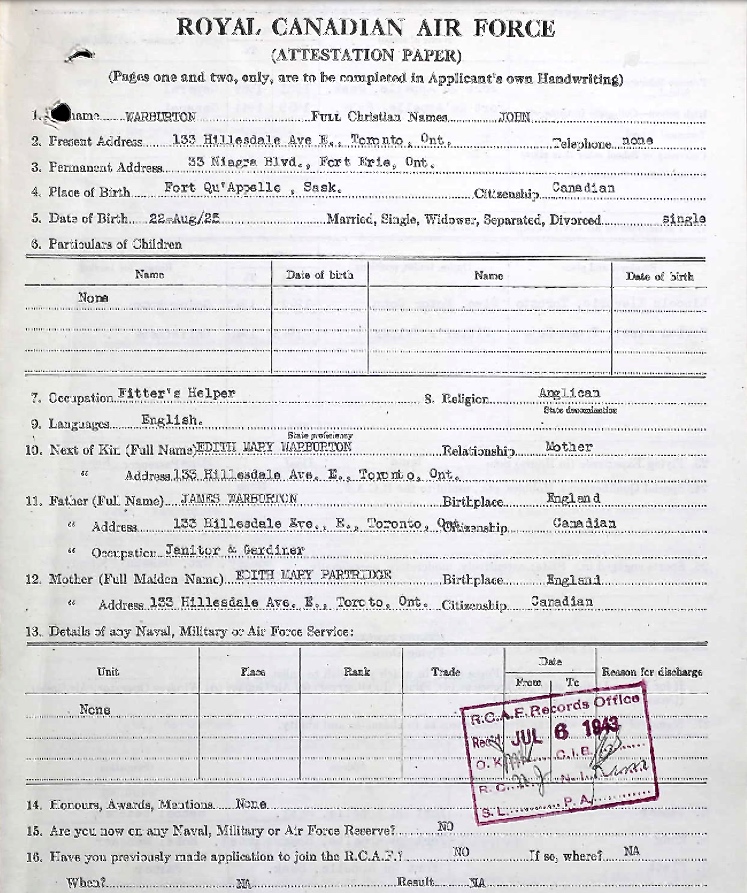 ROYAL CANADIAN AIR FORCE
(ATTESTATION PAPER)
(Pages one and two, only, are to be completed in Applicant's own Handwriting)
1. name WARBURTON Full Christian Names JOHN
2. Present Address 133 Hillesdale Ave E., Toronto, Ont. Telephone none
3. Permanent Address 33 Niagra Blvd., Fort Erie, Ont.
4. Place of Birth Fort Qu'Appelle , Sask. Citizenship Canadian
5. Date of Birth 22-Aug/25 Married, Single, Widower, Separated, Divorced single
6. Particulars of Children
Name Date of birth Name Date of birth
None
7. Occupation Fitter's Helper 8. Religion Anglican
State denomination
9. Languages English.
State proficiency
10. Next of Kin (Full Name) EDITH MARY WARBURTON Relationship Mother
" Address 133 Hillesdale Ave. E., Toronto, Ont.
11. Father (Full Name) JAMES WARBURTON Birthplace England
" Address 133 Hillesdale Ave., E., Toronto, Ont. Citizenship Canadian
" Occupation Janitor & Gardiner
12. Mother (Full Maiden Name) EDITH MARY PARTRIDGE Birthplace England
" Address 133 Hillesdale Ave. E., Torcto, Ont. Citizenship Canadian
13. Details of any Naval, Military or Air Force Service:
Unit Place Rank Trade Date Reason for discharge
From To
None
R.C.A.F. Records Office
Rec'd JUL 6 1943
O.K. C.I.B.
R.C. N.I.
S.L. P.A.
14. Honours, Awards, Mentions None
15. Are you now on any Naval, Military or Air Force Reserve? NO
16. Have you previously made application to join the R.C.A.F.? NO If so, where? NA
When? NA Result NA